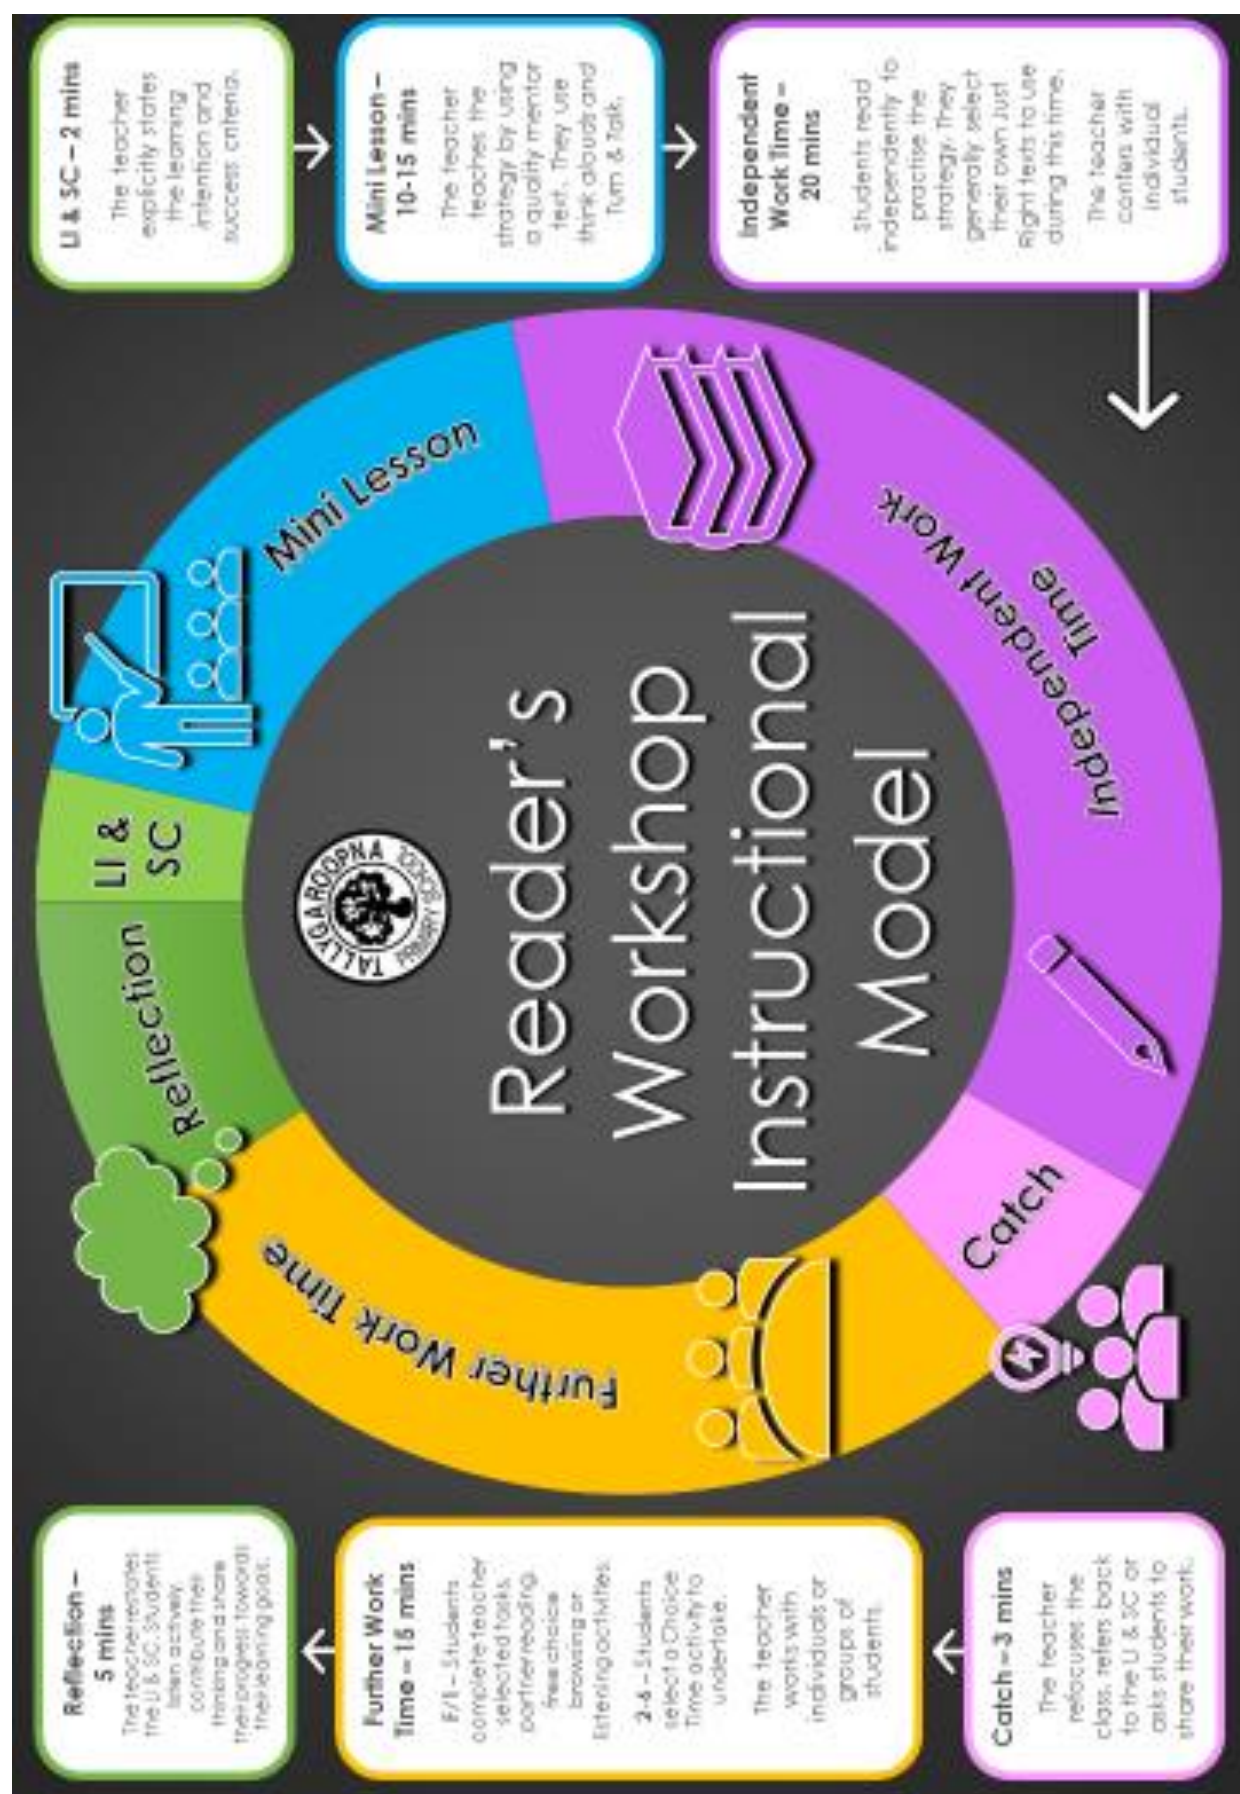 Reader's
Workshop
Instructional
Model
TALLYGAROOPNA
PRIMARY SCHOOL
LI &
SC
Mini Lesson
Independent Work
Time
Catch
Further Work Time
Reflection
LI & SC – 2 mins
The teacher
explicitly states
the learning
intention and
success criteria.
Mini Lesson –
10-15 mins
The teacher
teaches the
strategy by using
a quality mentor
text. They use
think alouds and
Turn & Talk.
Independent
Work Time –
20 mins
Students read
independently to
practise the
strategy. They
generally select
their own Just
Right texts to use
during this time.
The teacher
confers with
individual
students.
Catch – 3 mins
The teacher
refocuses the
class, refers back
to the LI & SC or
asks students to
share their work.
Further Work
Time – 15 mins
F/1 – Students
complete teacher
selected tasks,
partner reading,
free choice
browsing or
listening activities.
2-6 – Students
select a Choice
Time activity to
undertake.
The teacher
works with
individuals or
groups of
students.
Reflection –
5 mins
The teacher restates
the LI & SC. Students
listen actively,
contribute their
thinking and share
their progess towards
their learning goals.